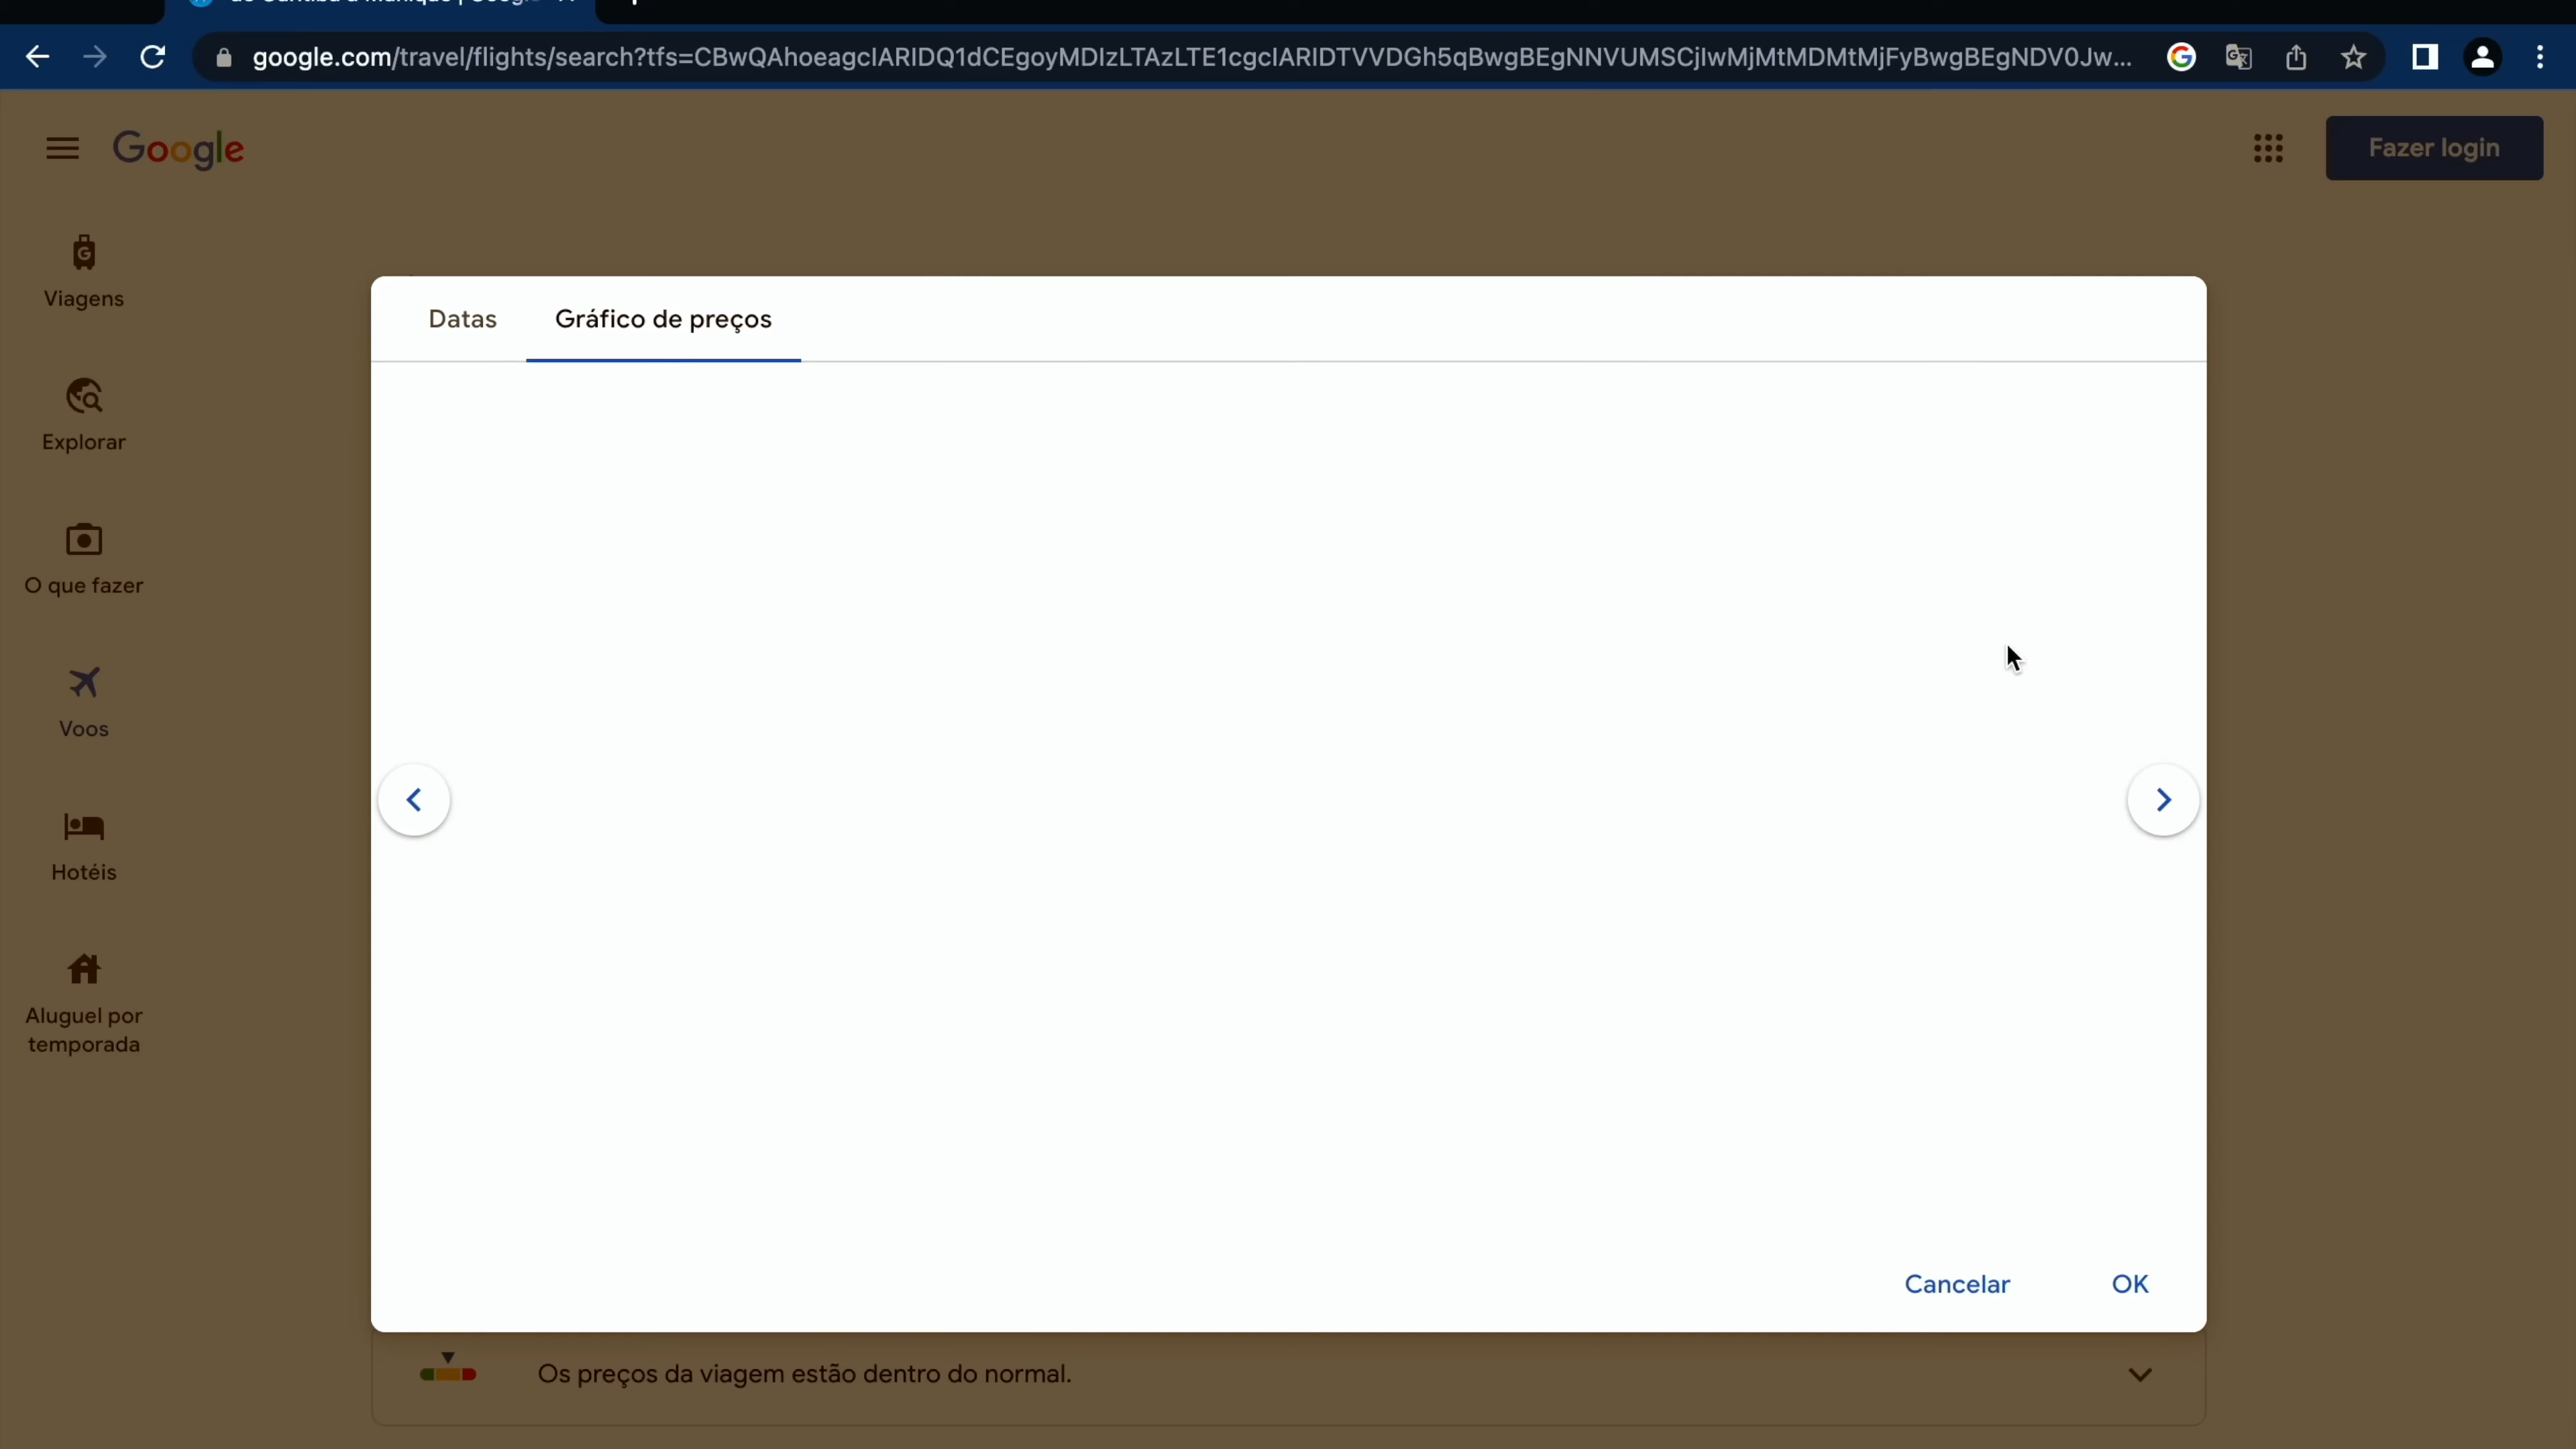 google.com/travel/flights/search?tfs=CBwQAhoeagcIARIDQ1dCEgoyMDIzLTAzLTE1cgcIARIDTVVDGh5qBwgBEgNNVUMSCjIwMjMtMDMtMjFyBwgBEgNDV0Jw...
Google
Fazer login
Viagens
Datas
Gráfico de preços
Explorar
O que fazer
Voos
Hotéis
Aluguel por
temporada
Cancelar
OK
Os preços da viagem estão dentro do normal.